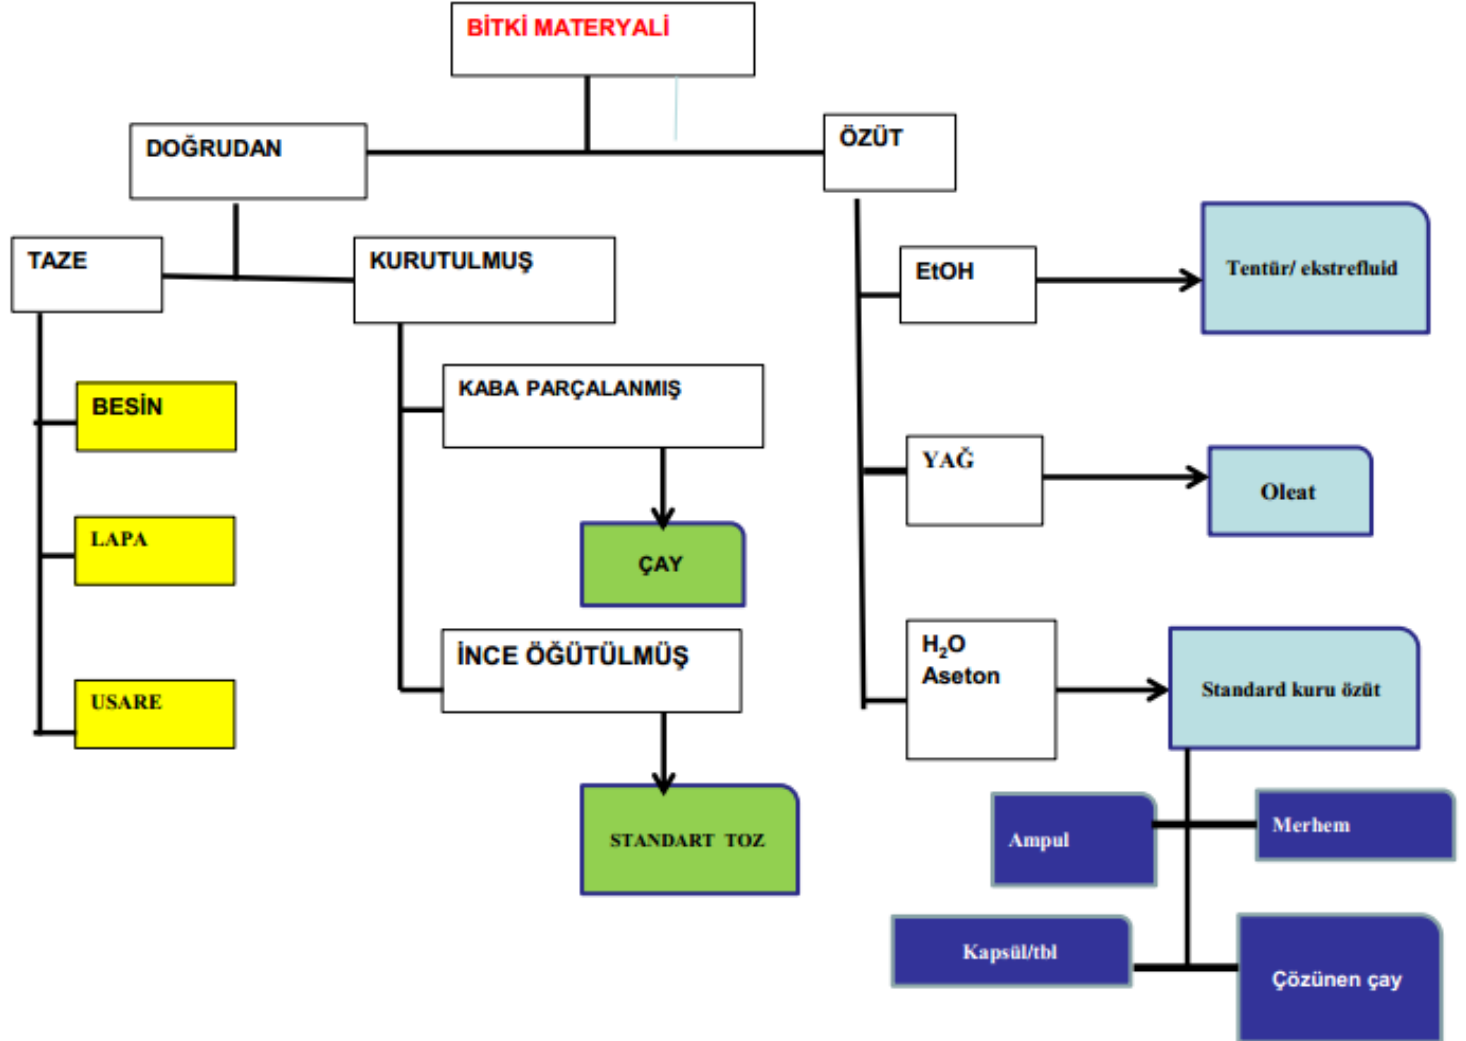 BİTKİ MATERYALİ
DOĞRUDAN
ÖZÜT
TAZE
KURUTULMUŞ
EtOH
Tentür/ ekstrefluid
BESİN
KABA PARÇALANMIŞ
YAĞ
Oleat
LAPA
ÇAY
İNCE ÖĞÜTÜLMÜŞ
H₂O
Aseton
Standard kuru özüt
USARE
STANDART TOZ
Ampul
Merhem
Kapsül/tbl
Çözünen çay